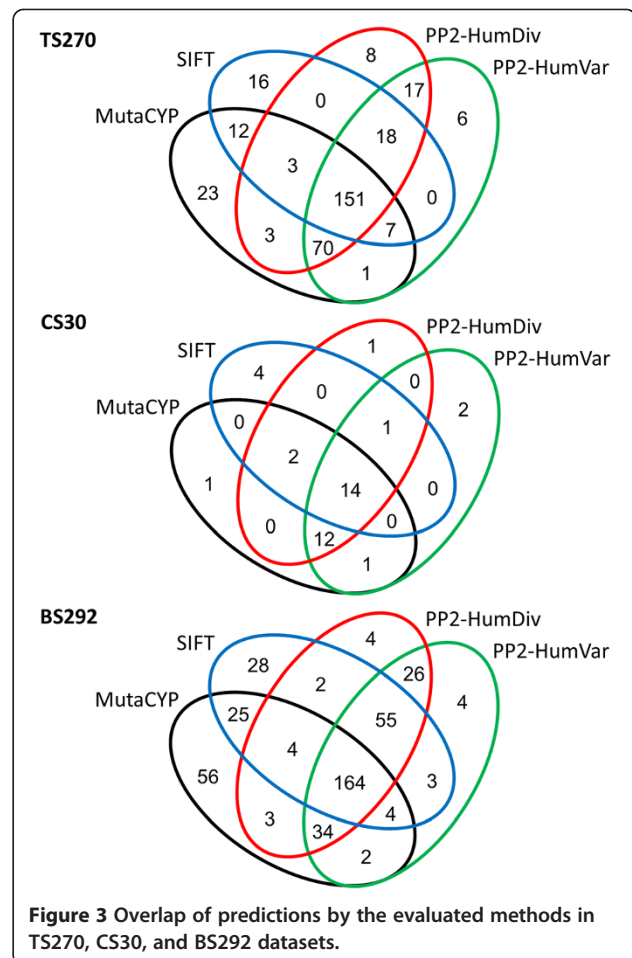 TS270
PP2-HumDiv
SIFT
PP2-HumVar
8
16
17
MutaCYP
0
6
12
18
3
23
151
0
3
7
70
1
CS30
PP2-HumDiv
SIFT
PP2-HumVar
1
4
0
MutaCYP
0
2
0
1
2
1
14
0
0
0
12
1
BS292
PP2-HumDiv
SIFT
PP2-HumVar
4
28
26
MutaCYP
2
4
25
55
4
56
164
3
3
4
34
2
Figure 3 Overlap of predictions by the evaluated methods in
TS270, CS30, and BS292 datasets.